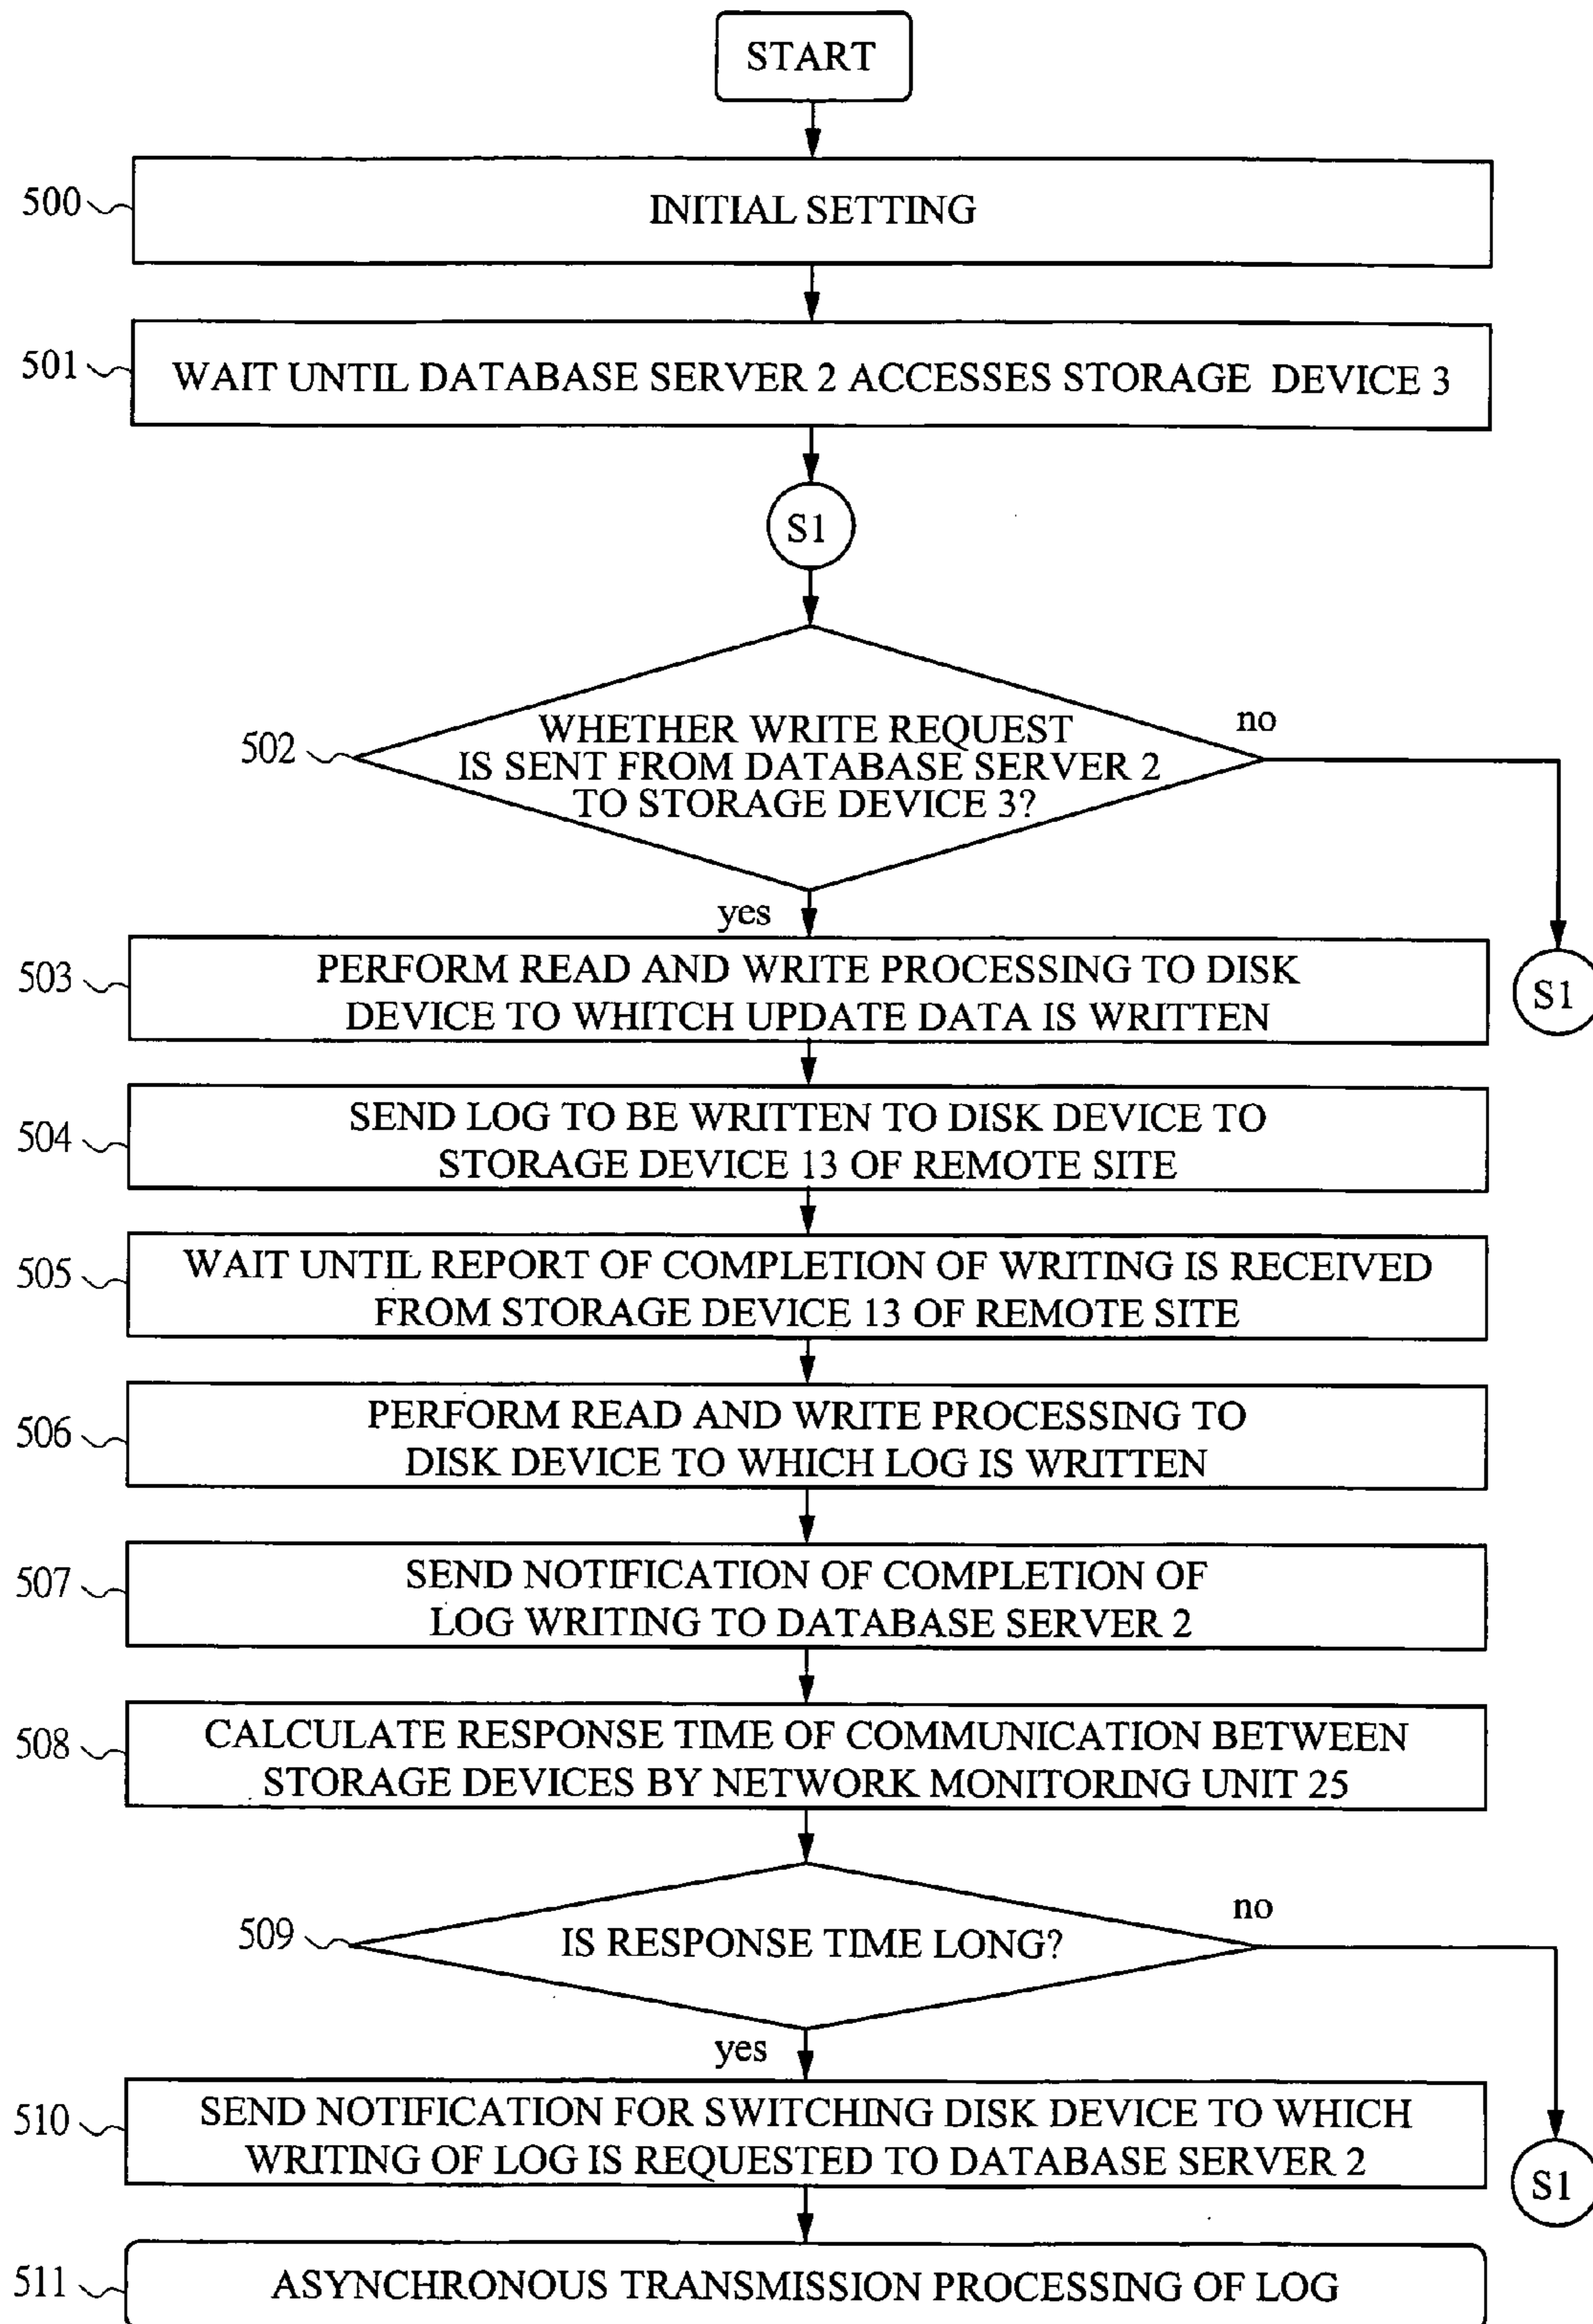 START
500
INITIAL SETTING
501
WAIT UNTIL DATABASE SERVER 2 ACCESSES STORAGE DEVICE 3
S1
502
WHETHER WRITE REQUEST
IS SENT FROM DATABASE SERVER 2
TO STORAGE DEVICE 3?
no
yes
S1
503
PERFORM READ AND WRITE PROCESSING TO DISK
DEVICE TO WHITCH UPDATE DATA IS WRITTEN
504
SEND LOG TO BE WRITTEN TO DISK DEVICE TO
STORAGE DEVICE 13 OF REMOTE SITE
505
WAIT UNTIL REPORT OF COMPLETION OF WRITING IS RECEIVED
FROM STORAGE DEVICE 13 OF REMOTE SITE
506
PERFORM READ AND WRITE PROCESSING TO
DISK DEVICE TO WHICH LOG IS WRITTEN
507
SEND NOTIFICATION OF COMPLETION OF
LOG WRITING TO DATABASE SERVER 2
508
CALCULATE RESPONSE TIME OF COMMUNICATION BETWEEN
STORAGE DEVICES BY NETWORK MONITORING UNIT 25
509
IS RESPONSE TIME LONG?
no
yes
510
SEND NOTIFICATION FOR SWITCHING DISK DEVICE TO WHICH
WRITING OF LOG IS REQUESTED TO DATABASE SERVER 2
S1
511
ASYNCHRONOUS TRANSMISSION PROCESSING OF LOG